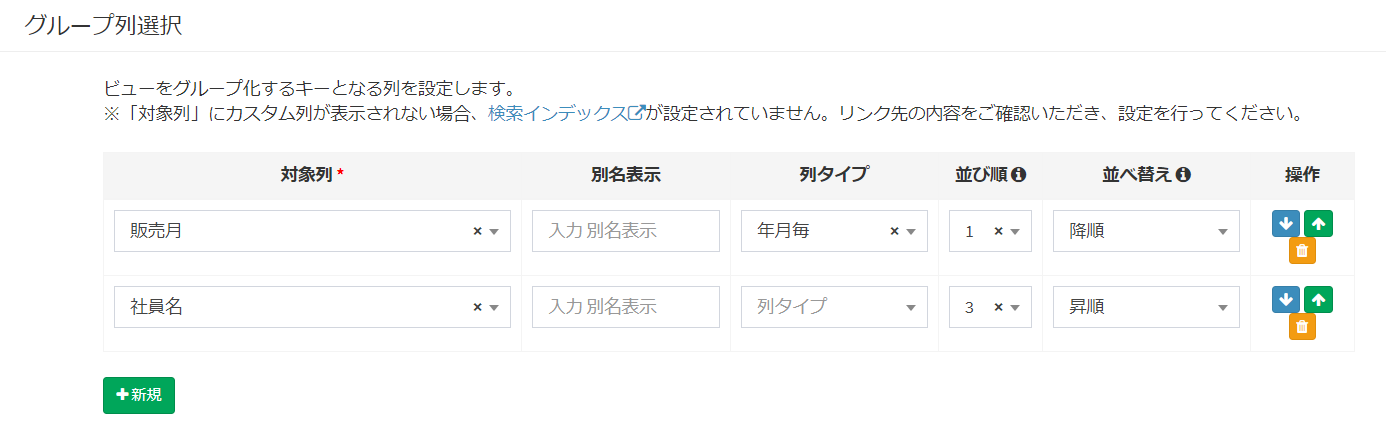 グループ列選択
ビューをグループ化するキーとなる列を設定します。
※「対象列」にカスタム列が表示されない場合、検索インデックスが設定されていません。リンク先の内容をご確認いただき、設定を行ってください。
対象列 * 別名表示 列タイプ 並び順 並べ替え 操作
販売月 × 入力 別名表示 年月毎 × 1 × 降順
社員名 × 入力 別名表示 列タイプ 3 × 昇順
+新規